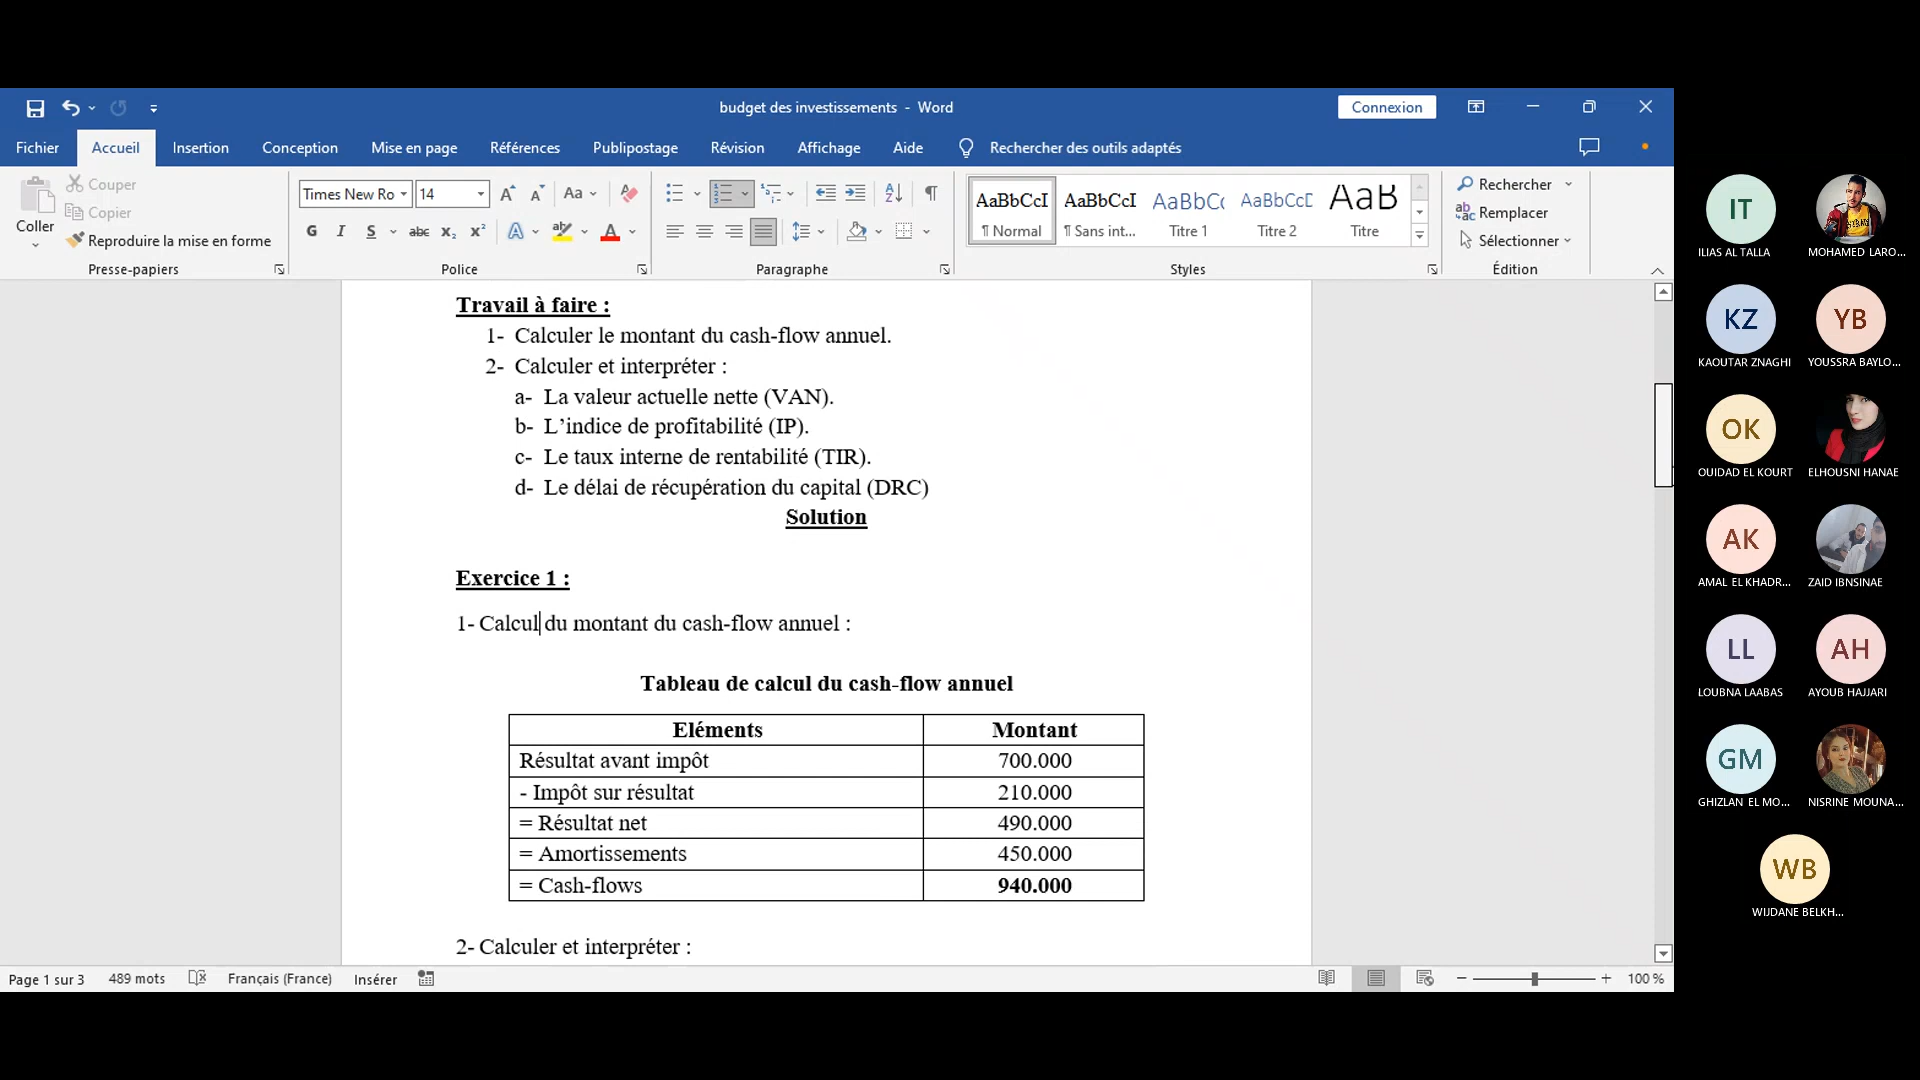 budget des investissements - Word
Connexion
Fichier
Accueil
Insertion
Conception
Mise en page
Références
Publipostage
Révision
Affichage
Aide
Rechercher des outils adaptés
Coller
Couper
Copier
Reproduire la mise en forme
Presse-papiers
Times New Ro
14
Aa
G I S abc x₂ x² A ab A
Police
Paragraphe
AaBbCcI
¶ Normal
AaBbCcI
¶ Sans int...
AaBbCc
Titre 1
AaBbCcD
Titre 2
AaB
Titre
Styles
Rechercher
Remplacer
Sélectionner
Édition
Travail à faire :
1- Calculer le montant du cash-flow annuel.
2- Calculer et interpréter :
a- La valeur actuelle nette (VAN).
b- L’indice de profitabilité (IP).
c- Le taux interne de rentabilité (TIR).
d- Le délai de récupération du capital (DRC)
Solution
Exercice 1 :
1- Calcul du montant du cash-flow annuel :
Tableau de calcul du cash-flow annuel
Eléments Montant
Résultat avant impôt 700.000
- Impôt sur résultat 210.000
= Résultat net 490.000
= Amortissements 450.000
= Cash-flows 940.000
2- Calculer et interpréter :
Page 1 sur 3
489 mots
Français (France)
Insérer
100 %
IT
ILIAS AL TALLA
MOHAMED LARO...
KZ
KAOUTAR ZNAGHI
YB
YOUSSRA BAYLO...
OK
OUIDAD EL KOURT
ELHOUSNI HANAE
AK
AMAL EL KHADR...
ZAID IBNSINAE
LL
LOUBNA LAABAS
AH
AYOUB HAJJARI
GM
GHIZLAN EL MO...
NISRINE MOUNA...
WB
WIJDANE BELKH...